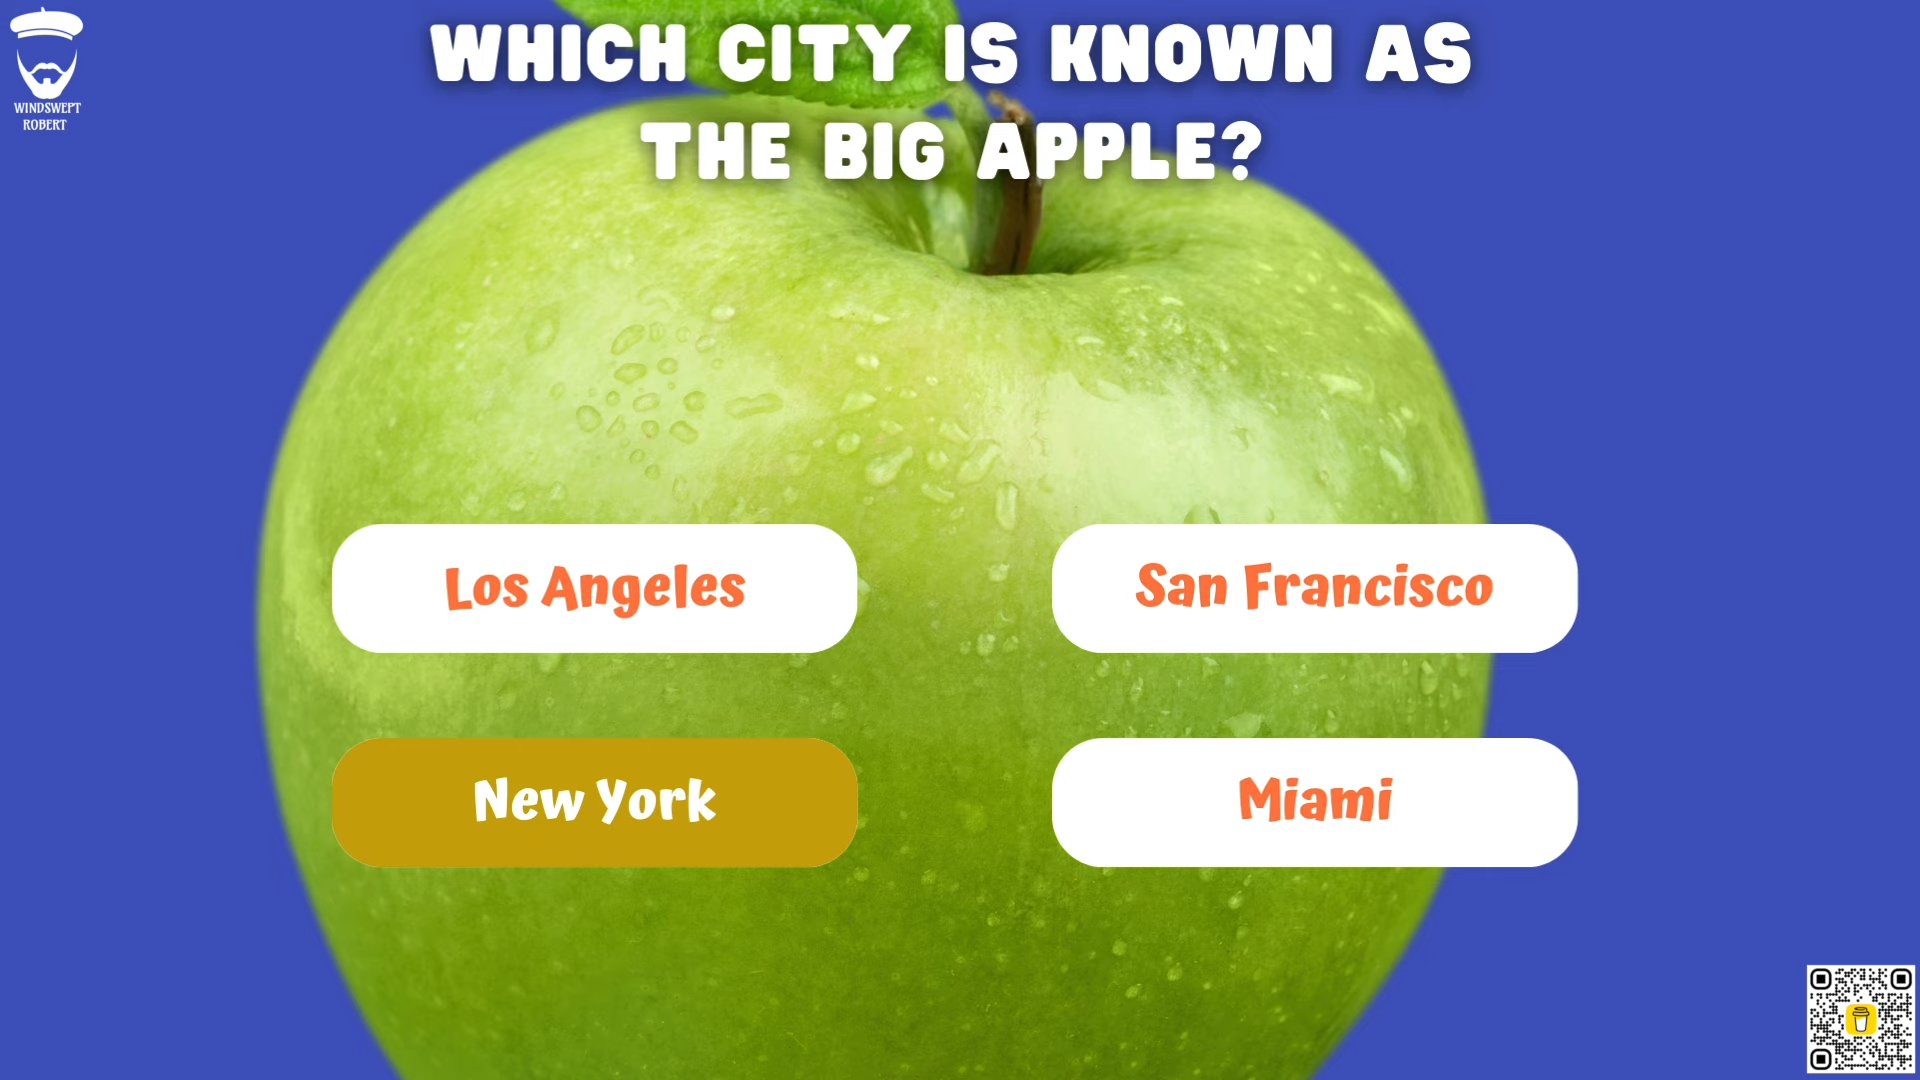 WINDSWEPT
ROBERT
WHICH CITY IS KNOWN AS
THE BIG APPLE?
Los Angeles
San Francisco
New York
Miami